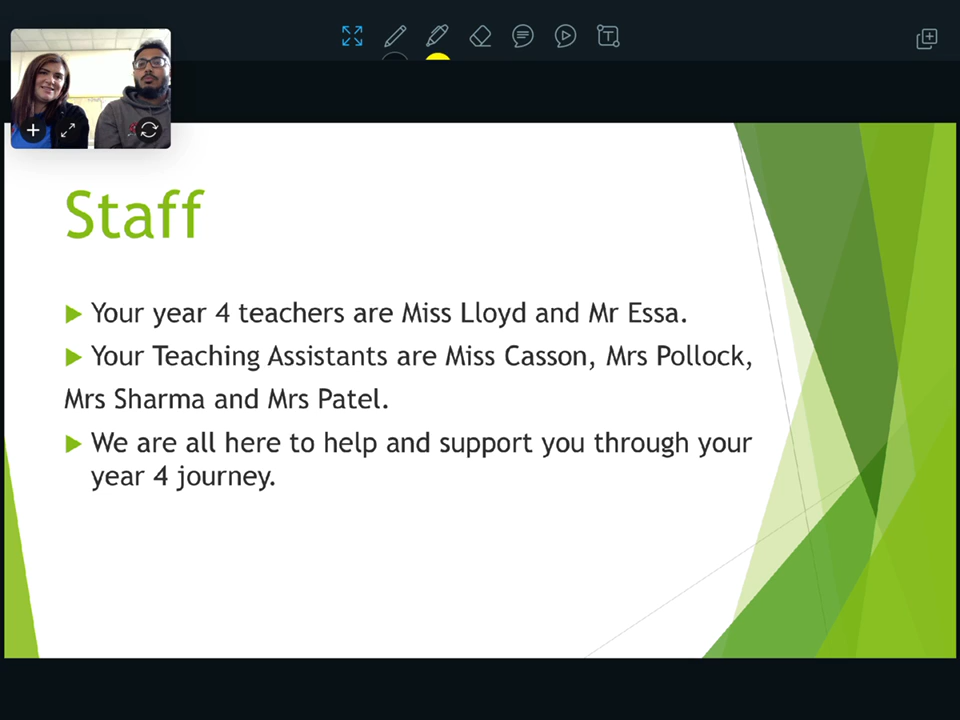 Staff
Your year 4 teachers are Miss Lloyd and Mr Essa.
Your Teaching Assistants are Miss Casson, Mrs Pollock,
Mrs Sharma and Mrs Patel.
We are all here to help and support you through your
year 4 journey.